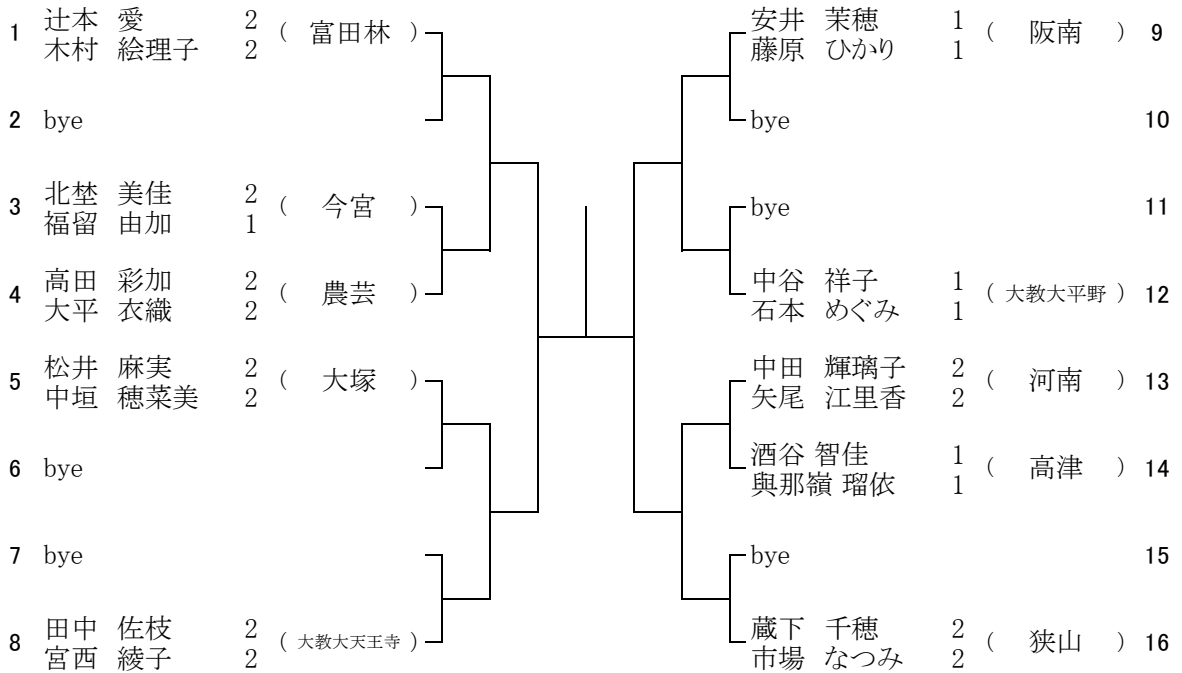 1 辻本 愛 2 ( 富田林 )
木村 絵理子 2
2 bye
3 北埜 美佳 2 ( 今宮 )
福留 由加 1
4 高田 彩加 2 ( 農芸 )
大平 衣織 2
5 松井 麻実 2 ( 大塚 )
中垣 穂菜美 2
6 bye
7 bye
8 田中 佐枝 2 ( 大教大天王寺 )
宮西 綾子 2
安井 茉穂 1 ( 阪南 ) 9
藤原 ひかり 1
bye 10
bye 11
中谷 祥子 1 ( 大教大平野 ) 12
石本 めぐみ 1
中田 輝璃子 2 ( 河南 ) 13
矢尾 江里香 2
酒谷 智佳 1 ( 高津 ) 14
與那嶺 瑠依 1
bye 15
蔵下 千穂 2 ( 狭山 ) 16
市場 なつみ 2